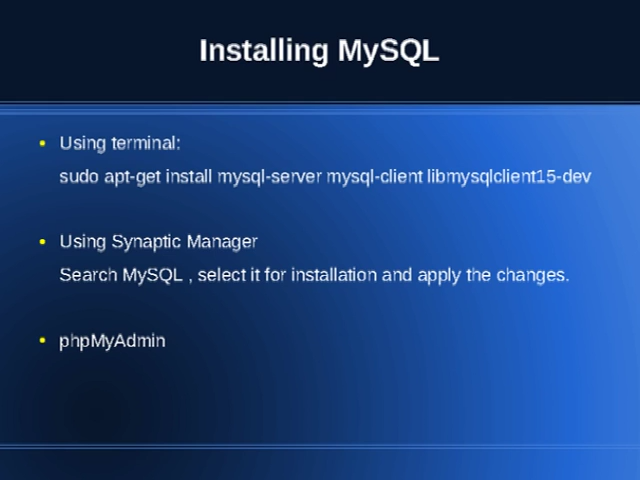 Installing MySQL
Using terminal:
sudo apt-get install mysql-server mysql-client libmysqlclient15-dev
Using Synaptic Manager
Search MySQL , select it for installation and apply the changes.
phpMyAdmin